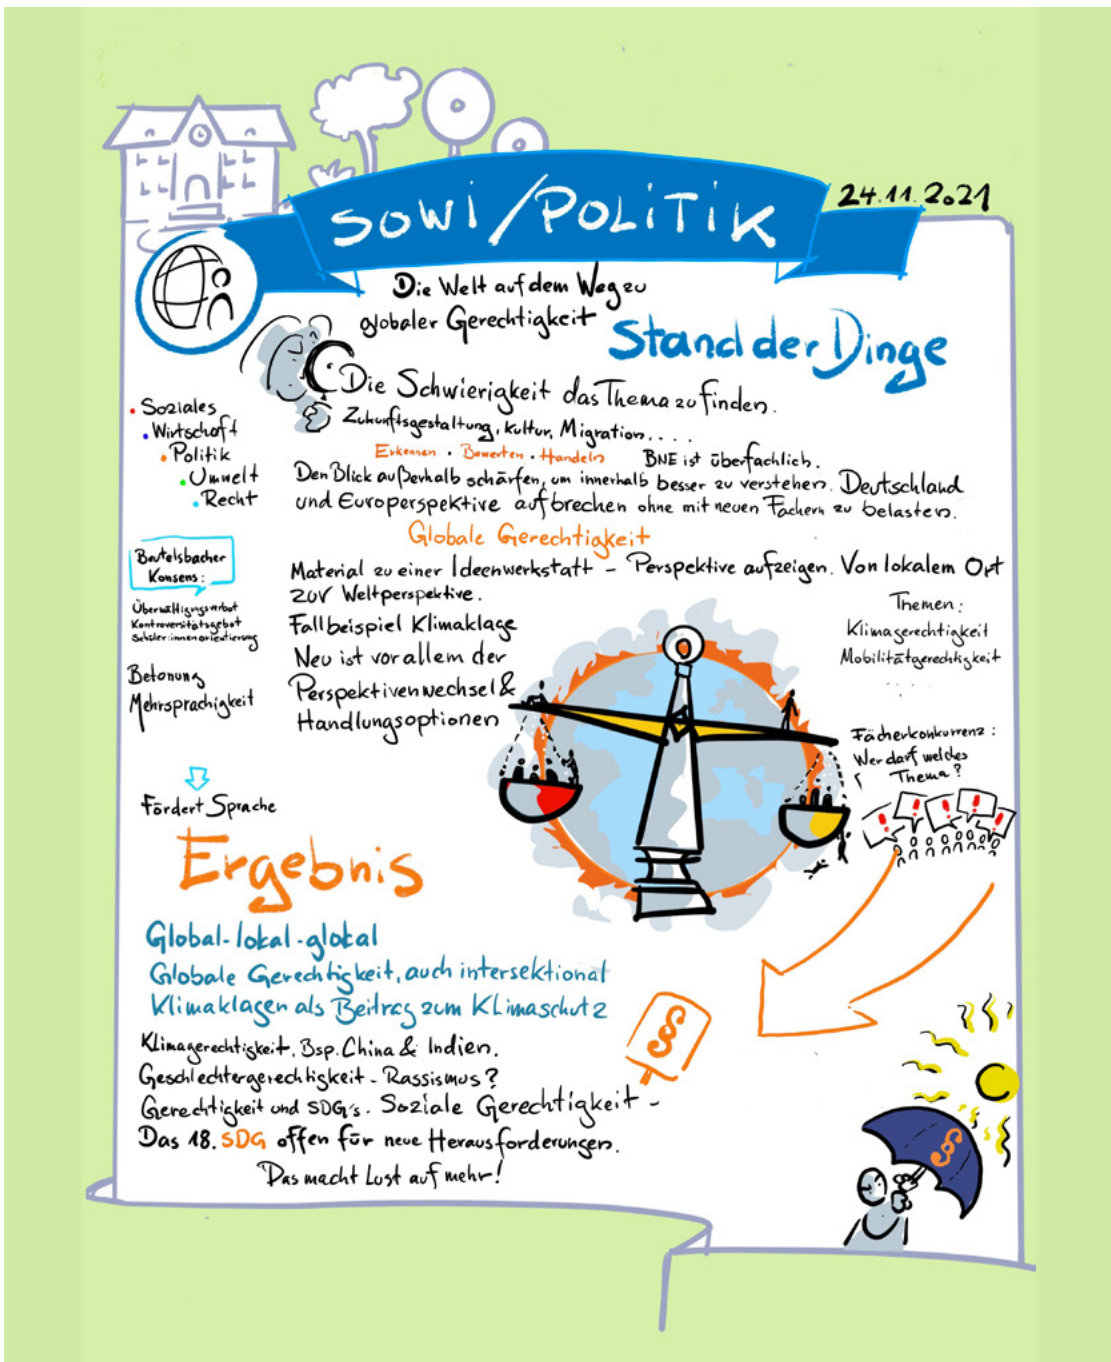 SOWI/POLITIK
24.11.2021
Die Welt auf dem Weg zu
globaler Gerechtigkeit
Stand der Dinge
Die Schwierigkeit das Thema zu finden.
Zukunftsgestaltung, Kultur, Migration....
Erkennen · Bewerten · Handeln
BNE ist überfachlich.
Den Blick außerhalb schärfen, um innerhalb besser zu verstehen. Deutschland
und Europerspektive aufbrechen ohne mit neuen Fächern zu belasten.
• Soziales
• Wirtschaft
• Politik
• Umwelt
• Recht
Globale Gerechtigkeit
Material zu einer Ideenwerkstatt - Perspektive aufzeigen. Von lokalem Ort
zur Weltperspektive.
Fallbeispiel Klimaklage
Neu ist vor allem der
Perspektivenwechsel &
Handlungsoptionen
Beutelsbacher
Konsens:
Überwältigungsverbot
Kontroversitätsgebot
Schüler:innenorientierung
Betonung
Mehrsprachigkeit
Fördert Sprache
Themen:
Klimagerechtigkeit
Mobilitätgerechtigkeit
.....
Fächerkonkurrenz:
Wer darf welches
Thema?
! ! ! ! !
Ergebnis
Global-lokal-global
Globale Gerechtigkeit, auch intersektional
Klimaklagen als Beitrag zum Klimaschutz
§
Klimagerechtigkeit, Bsp. China & Indien.
Geschlechtergerechtigkeit - Rassismus?
Gerechtigkeit und SDG's. Soziale Gerechtigkeit -
Das 18. SDG offen für neue Herausforderungen.
Das macht Lust auf mehr!
§